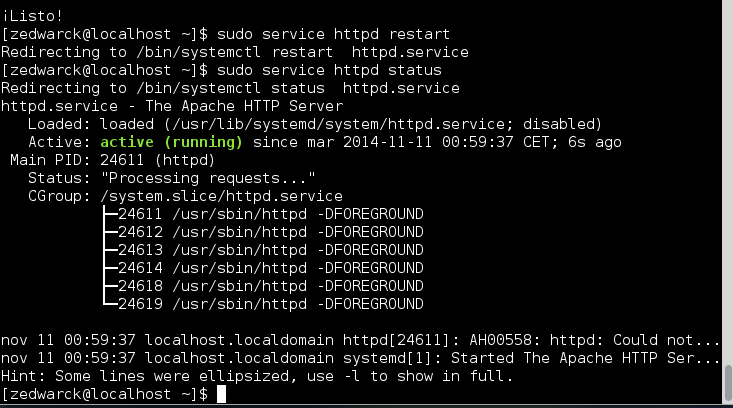 ¡Listo!
[zedwarck@localhost ~]$ sudo service httpd restart
Redirecting to /bin/systemctl restart  httpd.service
[zedwarck@localhost ~]$ sudo service httpd status
Redirecting to /bin/systemctl status  httpd.service
httpd.service - The Apache HTTP Server
   Loaded: loaded (/usr/lib/systemd/system/httpd.service; disabled)
   Active: active (running) since mar 2014-11-11 00:59:37 CET; 6s ago
 Main PID: 24611 (httpd)
   Status: "Processing requests..."
   CGroup: /system.slice/httpd.service
           ├─24611 /usr/sbin/httpd -DFOREGROUND
           ├─24612 /usr/sbin/httpd -DFOREGROUND
           ├─24613 /usr/sbin/httpd -DFOREGROUND
           ├─24614 /usr/sbin/httpd -DFOREGROUND
           ├─24618 /usr/sbin/httpd -DFOREGROUND
           └─24619 /usr/sbin/httpd -DFOREGROUND

nov 11 00:59:37 localhost.localdomain httpd[24611]: AH00558: httpd: Could not...
nov 11 00:59:37 localhost.localdomain systemd[1]: Started The Apache HTTP Ser...
Hint: Some lines were ellipsized, use -l to show in full.
[zedwarck@localhost ~]$